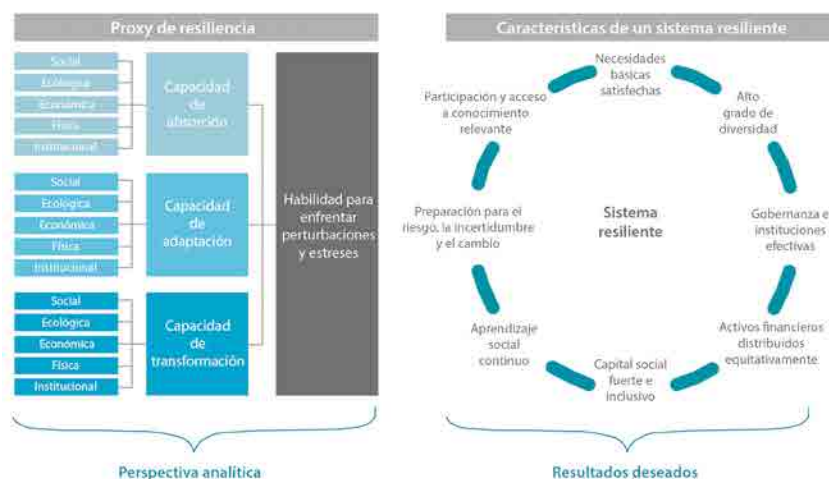 Proxy de resiliencia
Social
Ecológica
Económica
Física
Institucional
Capacidad
de
absorción
Social
Ecológica
Económica
Física
Institucional
Capacidad
de
adaptación
Social
Ecológica
Económica
Física
Institucional
Capacidad
de
transformación
Habilidad para
enfrentar
perturbaciones
y estreses
Perspectiva analítica
Características de un sistema resiliente
Necesidades
básicas
satisfechas
Alto
grado de
diversidad
Gobernanza e
instituciones
efectivas
Activos financieros
distribuidos
equitativamente
Capital social
fuerte e
inclusivo
Aprendizaje
social
continuo
Preparación para el
riesgo, la incertidumbre
y el cambio
Participación y acceso
a conocimiento
relevante
Sistema
resiliente
Resultados deseados